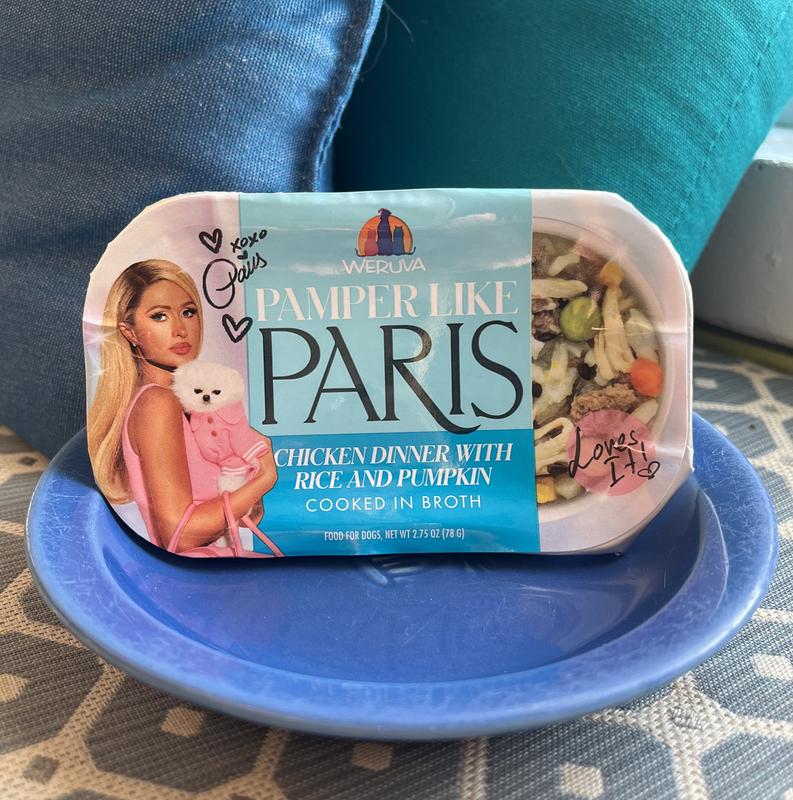 xoxo
Paris
WERUVA
PAMPER LIKE
PARIS
CHICKEN DINNER WITH
RICE AND PUMPKIN
COOKED IN BROTH
FOOD FOR DOGS, NET WT 2.75 OZ (78 G)
Loves
It!